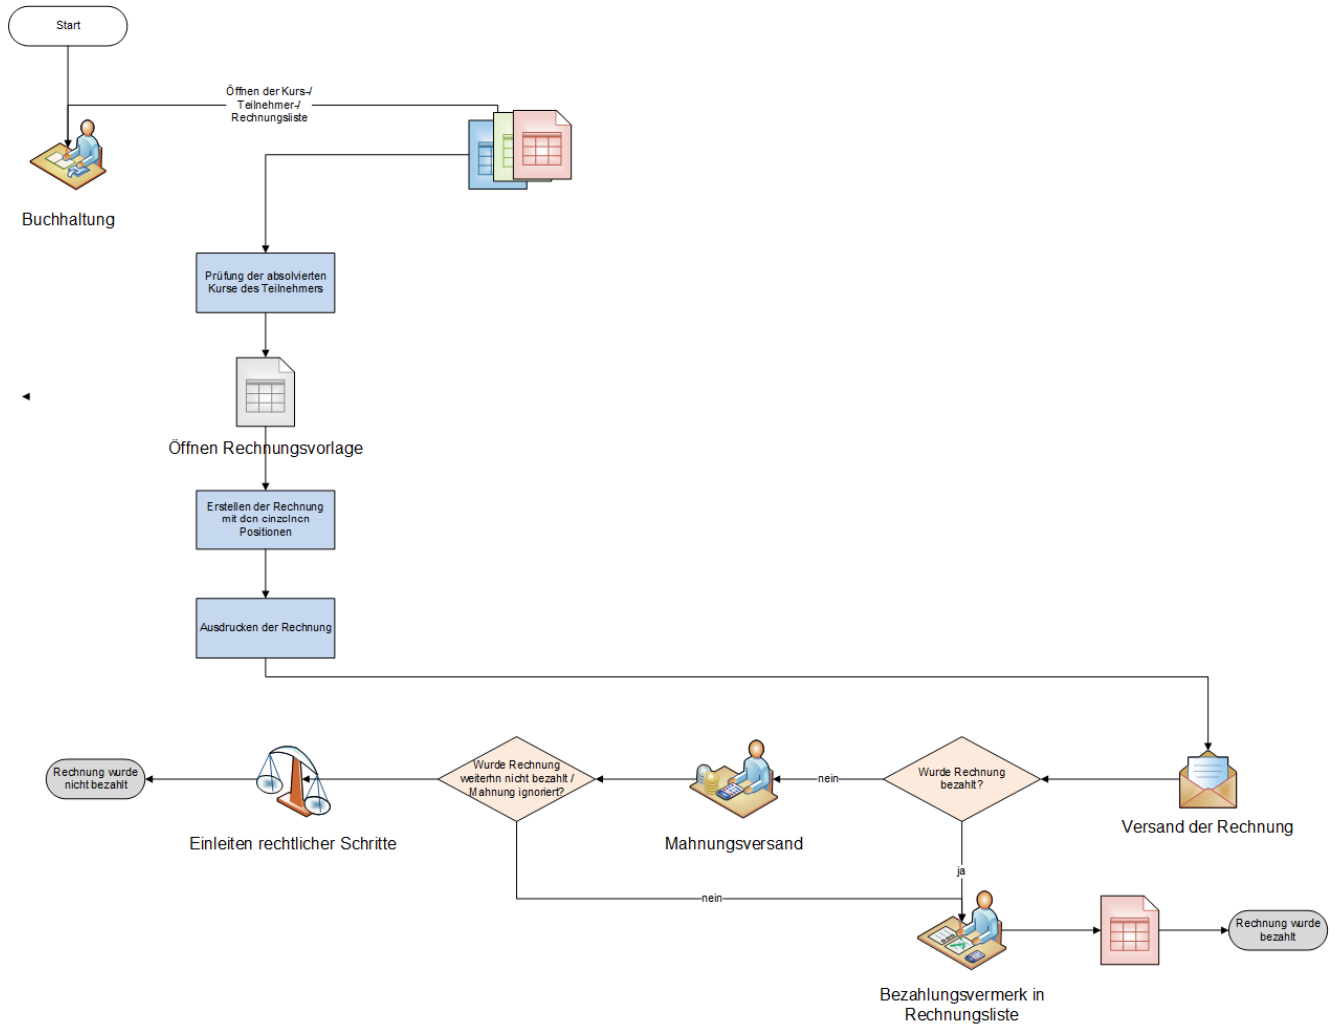 Start
Öffnen der Kurs-/
Teilnehmer-/
Rechnungsliste
Buchhaltung
Prüfung der absolvierten
Kurse des Teilnehmers
Öffnen Rechnungsvorlage
Erstellen der Rechnung
mit den einzelnen
Positionen
Ausdrucken der Rechnung
Rechnung wurde
nicht bezahlt
Einleiten rechtlicher Schritte
Wurde Rechnung
weiterhn nicht bezahlt /
Mahnung ignoriert?
Mahnungsversand
nein
Wurde Rechnung
bezahlt?
Versand der Rechnung
ja
nein
Bezahlungsvermerk in
Rechnungsliste
Rechnung wurde
bezahlt